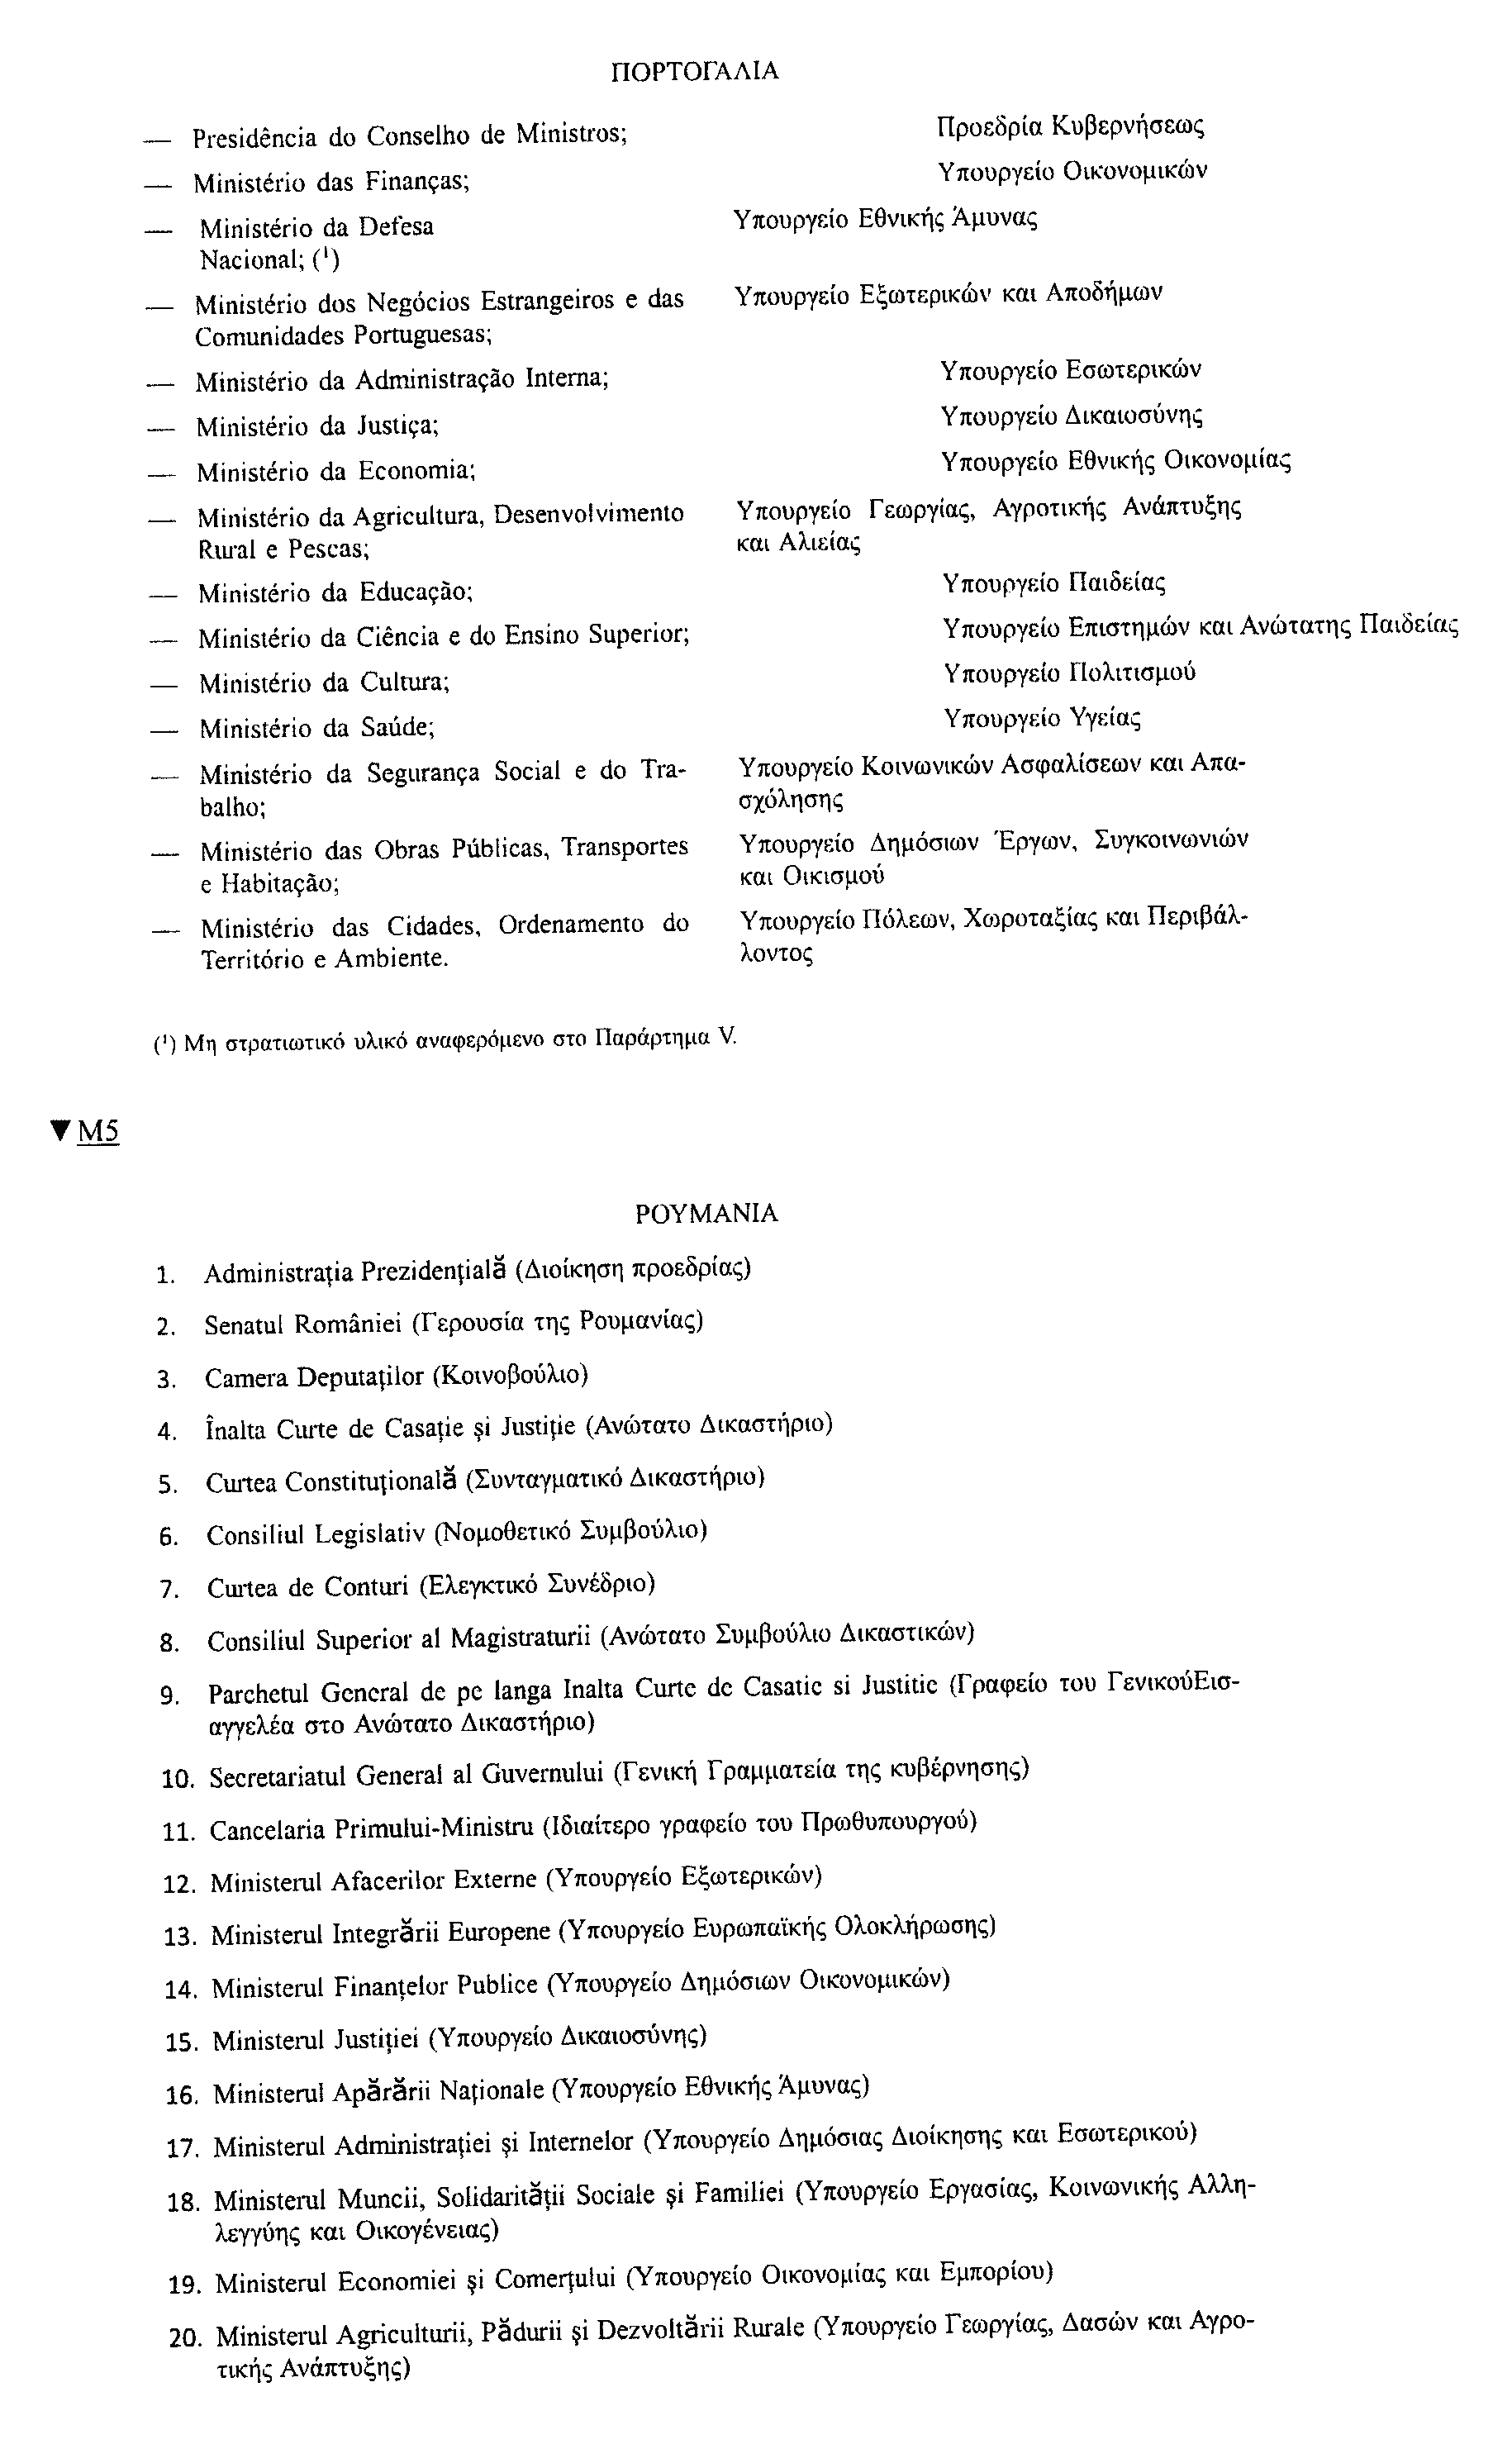 ΠΟΡΤΟΓΑΛΙΑ
— Presidência do Conselho de Ministros; Προεδρία Κυβερνήσεως
— Ministério das Finanças; Υπουργείο Οικονομικών
— Ministério da Defesa Υπουργείο Εθνικής Άμυνας
Nacional; (¹)
— Ministério dos Negócios Estrangeiros e das Υπουργείο Εξωτερικών και Αποδήμων
Comunidades Portuguesas;
— Ministério da Administração Interna; Υπουργείο Εσωτερικών
— Ministério da Justiça; Υπουργείο Δικαιοσύνης
— Ministério da Economia; Υπουργείο Εθνικής Οικονομίας
— Ministério da Agricultura, Desenvolvimento Υπουργείο Γεωργίας, Αγροτικής Ανάπτυξης
Rural e Pescas; και Αλιείας
— Ministério da Educação; Υπουργείο Παιδείας
— Ministério da Ciência e do Ensino Superior; Υπουργείο Επιστημών και Ανώτατης Παιδείας
— Ministério da Cultura; Υπουργείο Πολιτισμού
— Ministério da Saúde; Υπουργείο Υγείας
— Ministério da Segurança Social e do Tra- Υπουργείο Κοινωνικών Ασφαλίσεων και Απα-
balho; σχόλησης
— Ministério das Obras Públicas, Transportes Υπουργείο Δημόσιων Έργων, Συγκοινωνιών
e Habitação; και Οικισμού
— Ministério das Cidades, Ordenamento do Υπουργείο Πόλεων, Χωροταξίας και Περιβάλ-
Território e Ambiente. λοντος
(¹) Μη στρατιωτικό υλικό αναφερόμενο στο Παράρτημα V.
▼M5
ΡΟΥΜΑΝΙΑ
1. Administraţia Prezidenţială (Διοίκηση προεδρίας)
2. Senatul României (Γερουσία της Ρουμανίας)
3. Camera Deputaţilor (Κοινοβούλιο)
4. Înalta Curte de Casaţie şi Justiţie (Ανώτατο Δικαστήριο)
5. Curtea Constituţională (Συνταγματικό Δικαστήριο)
6. Consiliul Legislativ (Νομοθετικό Συμβούλιο)
7. Curtea de Conturi (Ελεγκτικό Συνέδριο)
8. Consiliul Superior al Magistraturii (Ανώτατο Συμβούλιο Δικαστικών)
9. Parchetul General de pe langa Inalta Curte de Casatie si Justitie (Γραφείο του ΓενικούΕισ-
αγγελέα στο Ανώτατο Δικαστήριο)
10. Secretariatul General al Guvernului (Γενική Γραμματεία της κυβέρνησης)
11. Cancelaria Primului-Ministru (Ιδιαίτερο γραφείο του Πρωθυπουργού)
12. Ministerul Afacerilor Externe (Υπουργείο Εξωτερικών)
13. Ministerul Integrării Europene (Υπουργείο Ευρωπαϊκής Ολοκλήρωσης)
14. Ministerul Finanţelor Publice (Υπουργείο Δημόσιων Οικονομικών)
15. Ministerul Justiţiei (Υπουργείο Δικαιοσύνης)
16. Ministerul Apărării Naţionale (Υπουργείο Εθνικής Άμυνας)
17. Ministerul Administraţiei şi Internelor (Υπουργείο Δημόσιας Διοίκησης και Εσωτερικού)
18. Ministerul Muncii, Solidarităţii Sociale şi Familiei (Υπουργείο Εργασίας, Κοινωνικής Αλλη-
λεγγύης και Οικογένειας)
19. Ministerul Economiei şi Comerţului (Υπουργείο Οικονομίας και Εμπορίου)
20. Ministerul Agriculturii, Pădurii şi Dezvoltării Rurale (Υπουργείο Γεωργίας, Δασών και Αγρο-
τικής Ανάπτυξης)